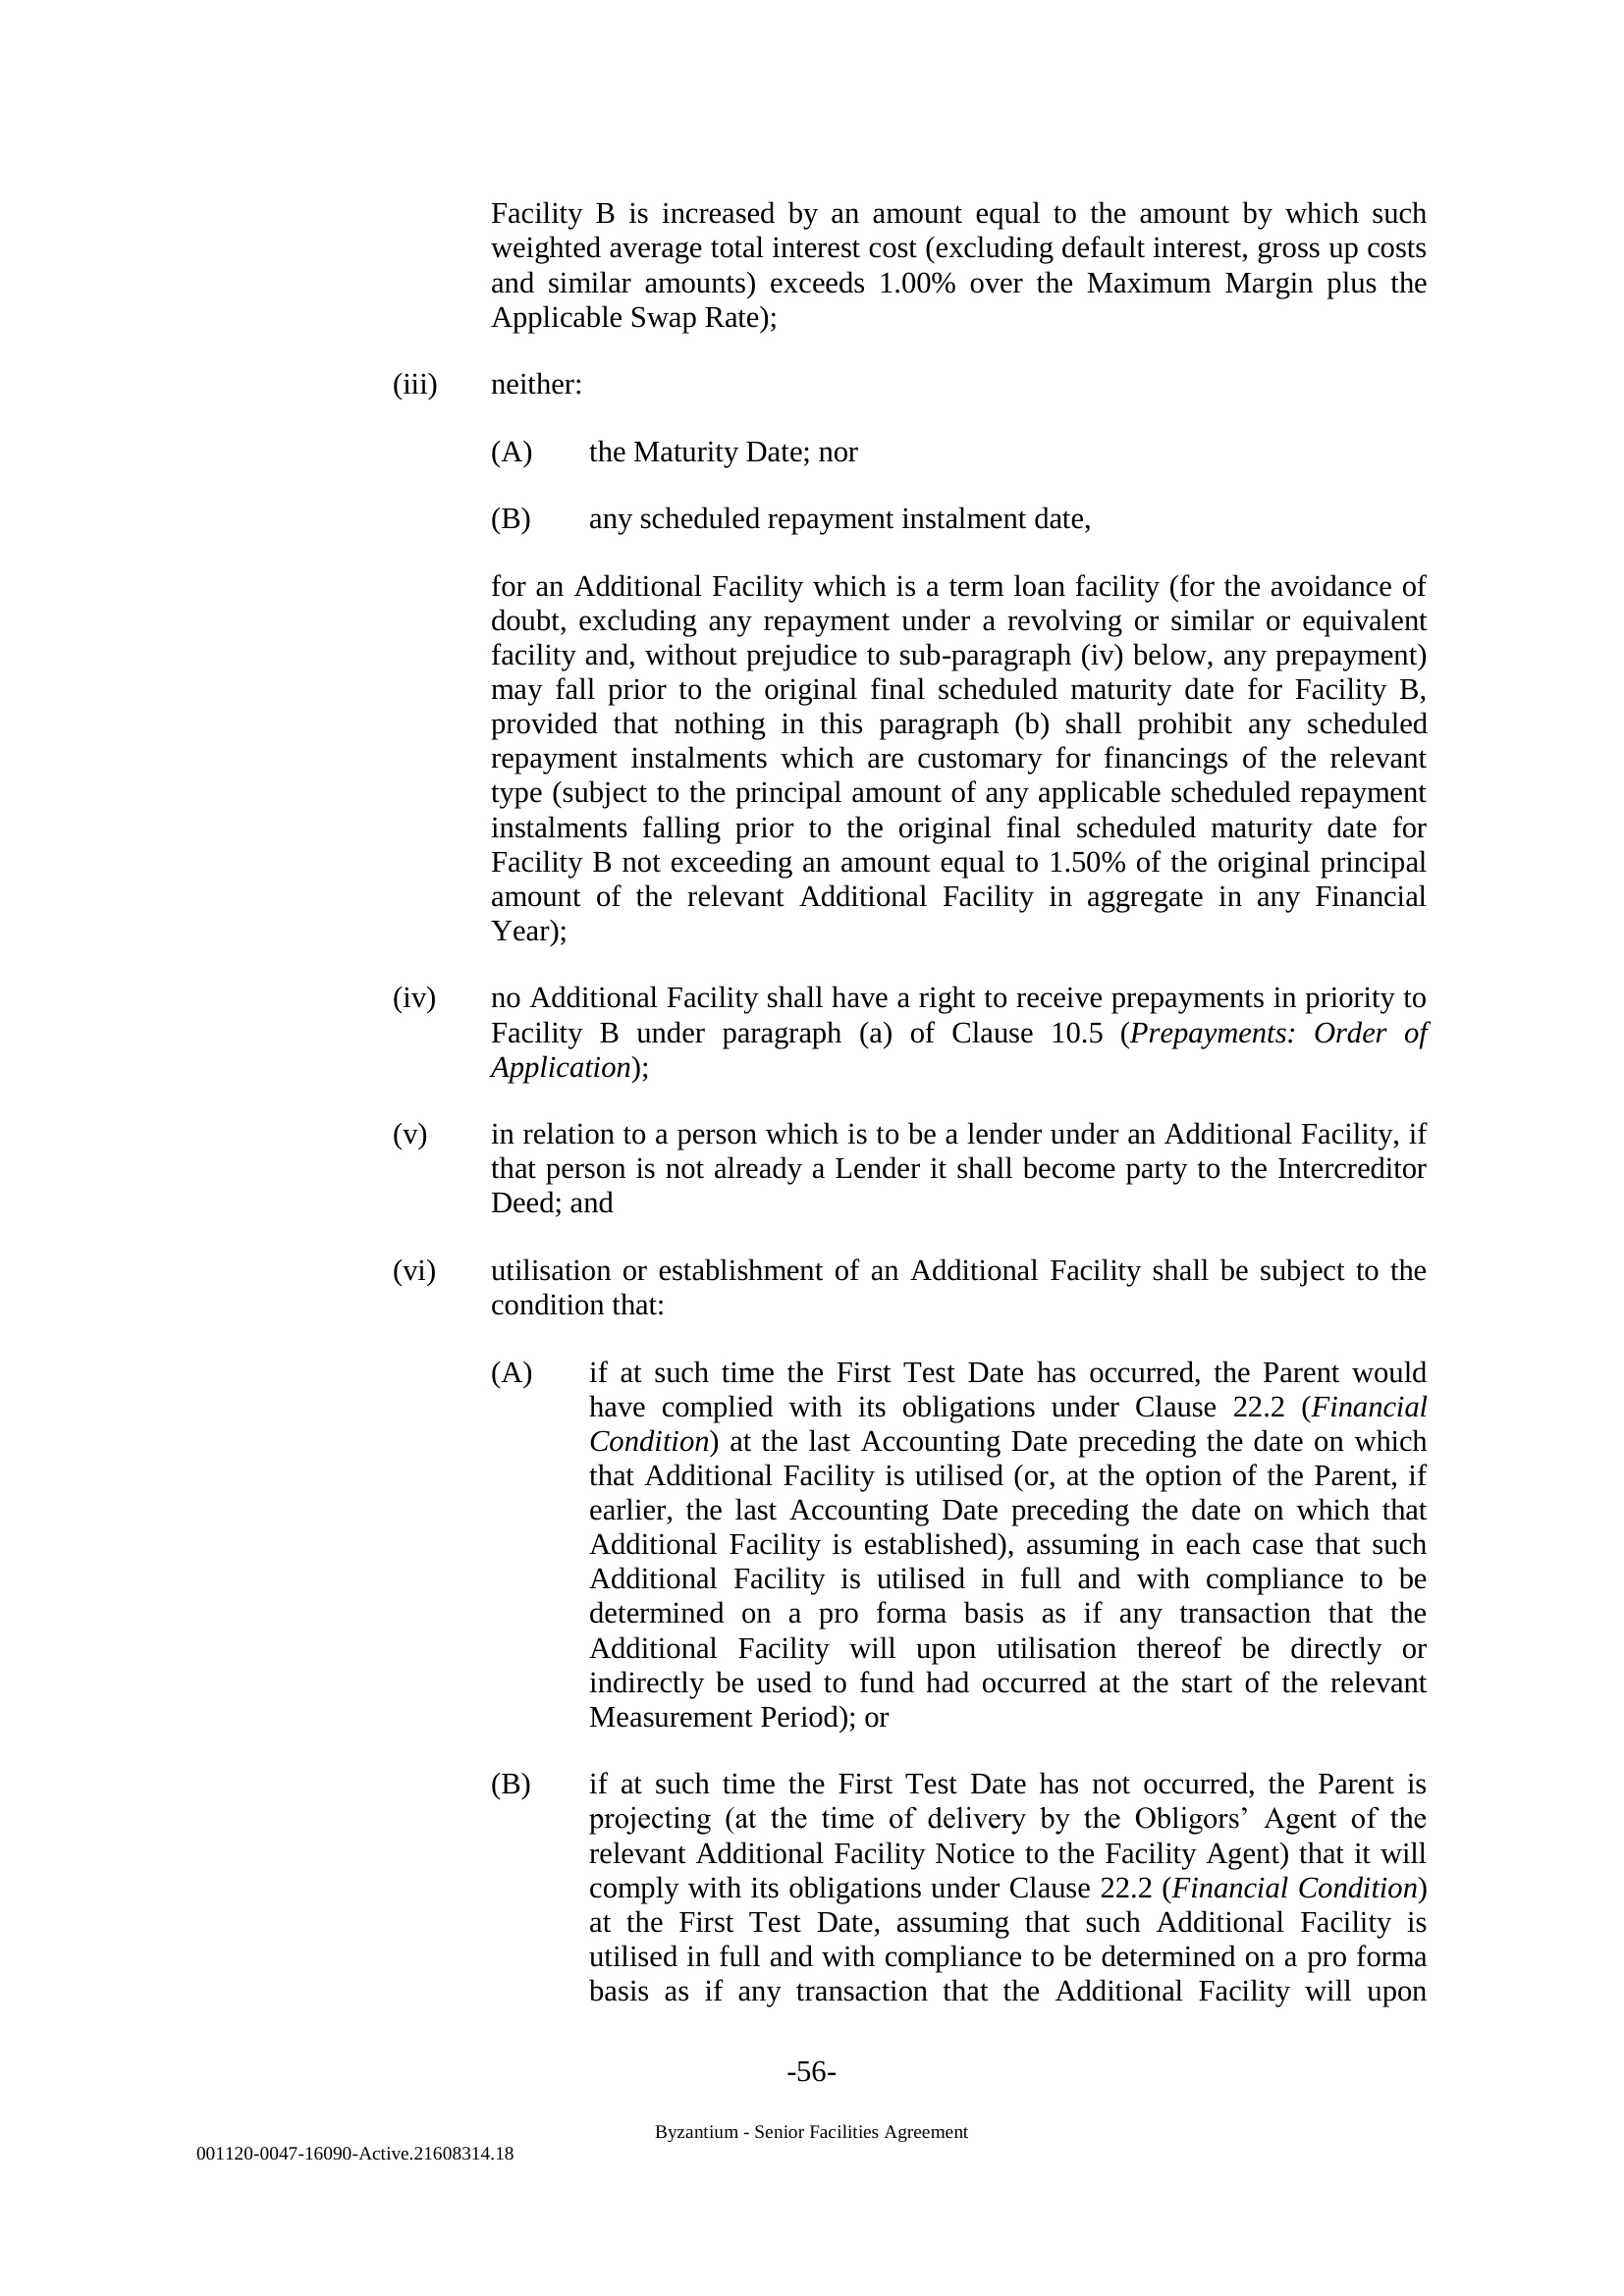 Facility B is increased by an amount equal to the amount by which such
weighted average total interest cost (excluding default interest, gross up costs
and similar amounts) exceeds 1.00% over the Maximum Margin plus the
Applicable Swap Rate);
(iii) neither:
(A) the Maturity Date; nor
(B) any scheduled repayment instalment date,
for an Additional Facility which is a term loan facility (for the avoidance of
doubt, excluding any repayment under a revolving or similar or equivalent
facility and, without prejudice to sub-paragraph (iv) below, any prepayment)
may fall prior to the original final scheduled maturity date for Facility B,
provided that nothing in this paragraph (b) shall prohibit any scheduled
repayment instalments which are customary for financings of the relevant
type (subject to the principal amount of any applicable scheduled repayment
instalments falling prior to the original final scheduled maturity date for
Facility B not exceeding an amount equal to 1.50% of the original principal
amount of the relevant Additional Facility in aggregate in any Financial
Year);
(iv) no Additional Facility shall have a right to receive prepayments in priority to
Facility B under paragraph (a) of Clause 10.5 (Prepayments: Order of
Application);
(v) in relation to a person which is to be a lender under an Additional Facility, if
that person is not already a Lender it shall become party to the Intercreditor
Deed; and
(vi) utilisation or establishment of an Additional Facility shall be subject to the
condition that:
(A) if at such time the First Test Date has occurred, the Parent would
have complied with its obligations under Clause 22.2 (Financial
Condition) at the last Accounting Date preceding the date on which
that Additional Facility is utilised (or, at the option of the Parent, if
earlier, the last Accounting Date preceding the date on which that
Additional Facility is established), assuming in each case that such
Additional Facility is utilised in full and with compliance to be
determined on a pro forma basis as if any transaction that the
Additional Facility will upon utilisation thereof be directly or
indirectly be used to fund had occurred at the start of the relevant
Measurement Period); or
(B) if at such time the First Test Date has not occurred, the Parent is
projecting (at the time of delivery by the Obligors’ Agent of the
relevant Additional Facility Notice to the Facility Agent) that it will
comply with its obligations under Clause 22.2 (Financial Condition)
at the First Test Date, assuming that such Additional Facility is
utilised in full and with compliance to be determined on a pro forma
basis as if any transaction that the Additional Facility will upon
-56-
Byzantium - Senior Facilities Agreement
001120-0047-16090-Active.21608314.18